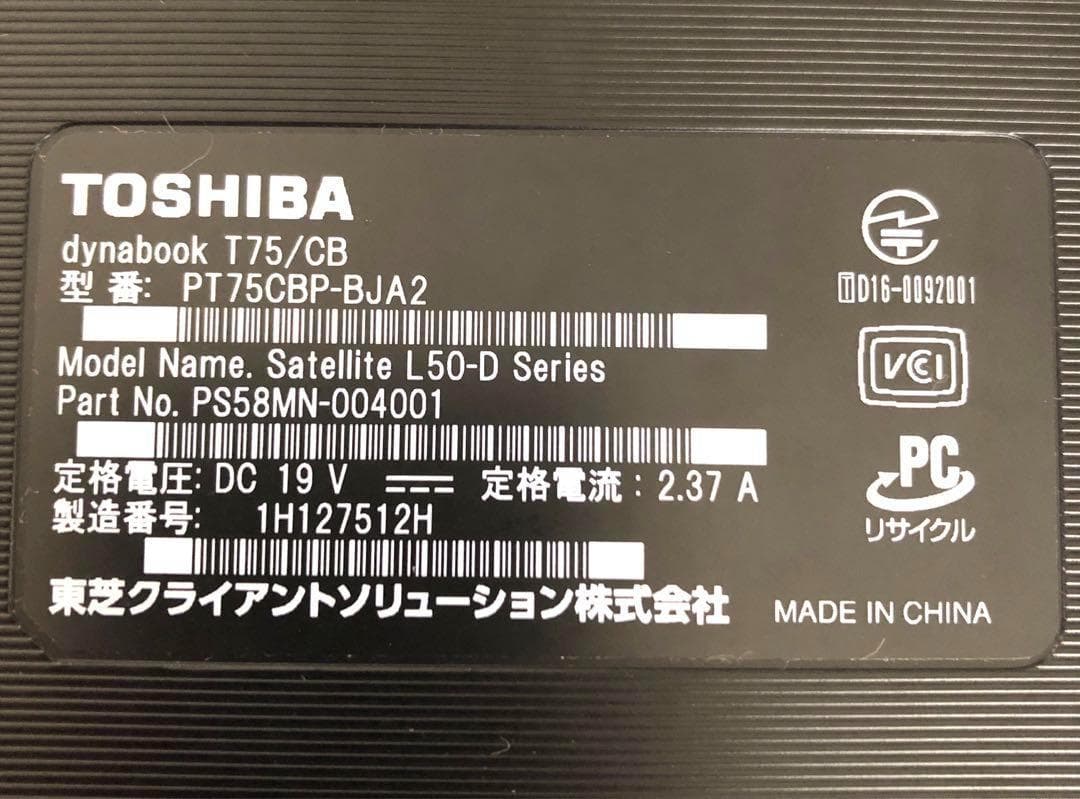 TOSHIBA
dynabook T75/CB
型 番: PT75CBP-BJA2
Model Name. Satellite L50-D Series
Part No. PS58MN-004001
定格電圧: DC 19 V ⎓ 定格電流: 2.37 A
製造番号: 1H127512H
東芝クライアントソリューション株式会社
MADE IN CHINA
TD16-0092001
VCCI
PC
リサイクル